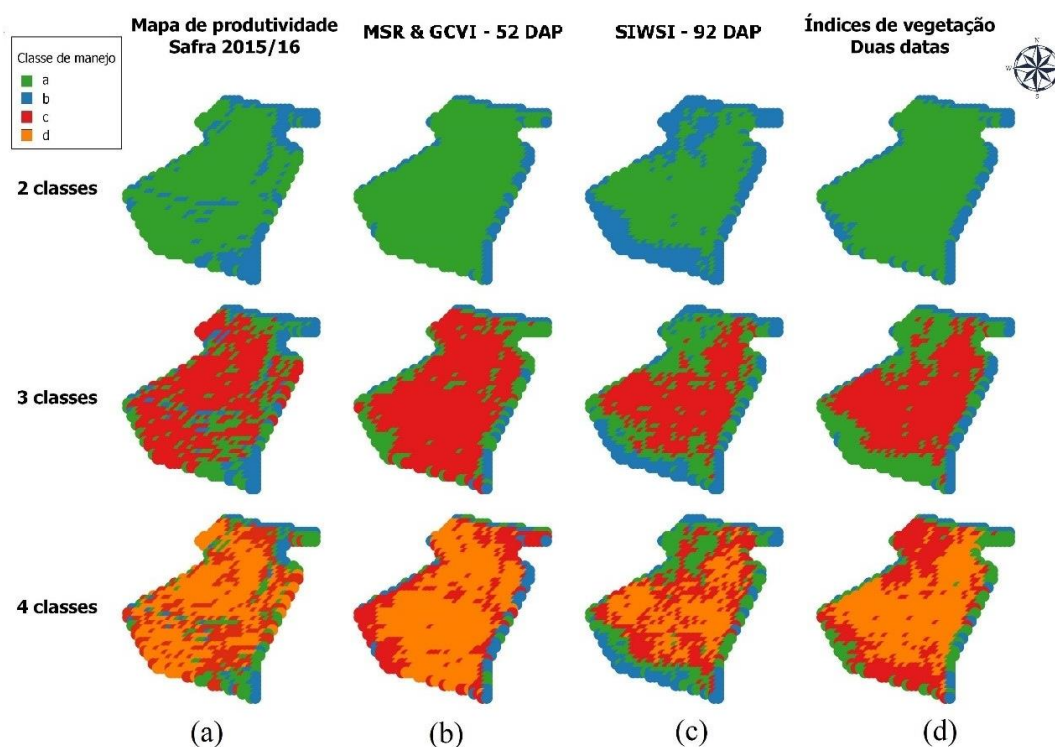 Mapa de produtividade
Safra 2015/16
MSR & GCVI - 52 DAP
SIWSI - 92 DAP
Índices de vegetação
Duas datas
Classe de manejo
a
b
c
d
N
W
E
S
2 classes
3 classes
4 classes
(a)
(b)
(c)
(d)